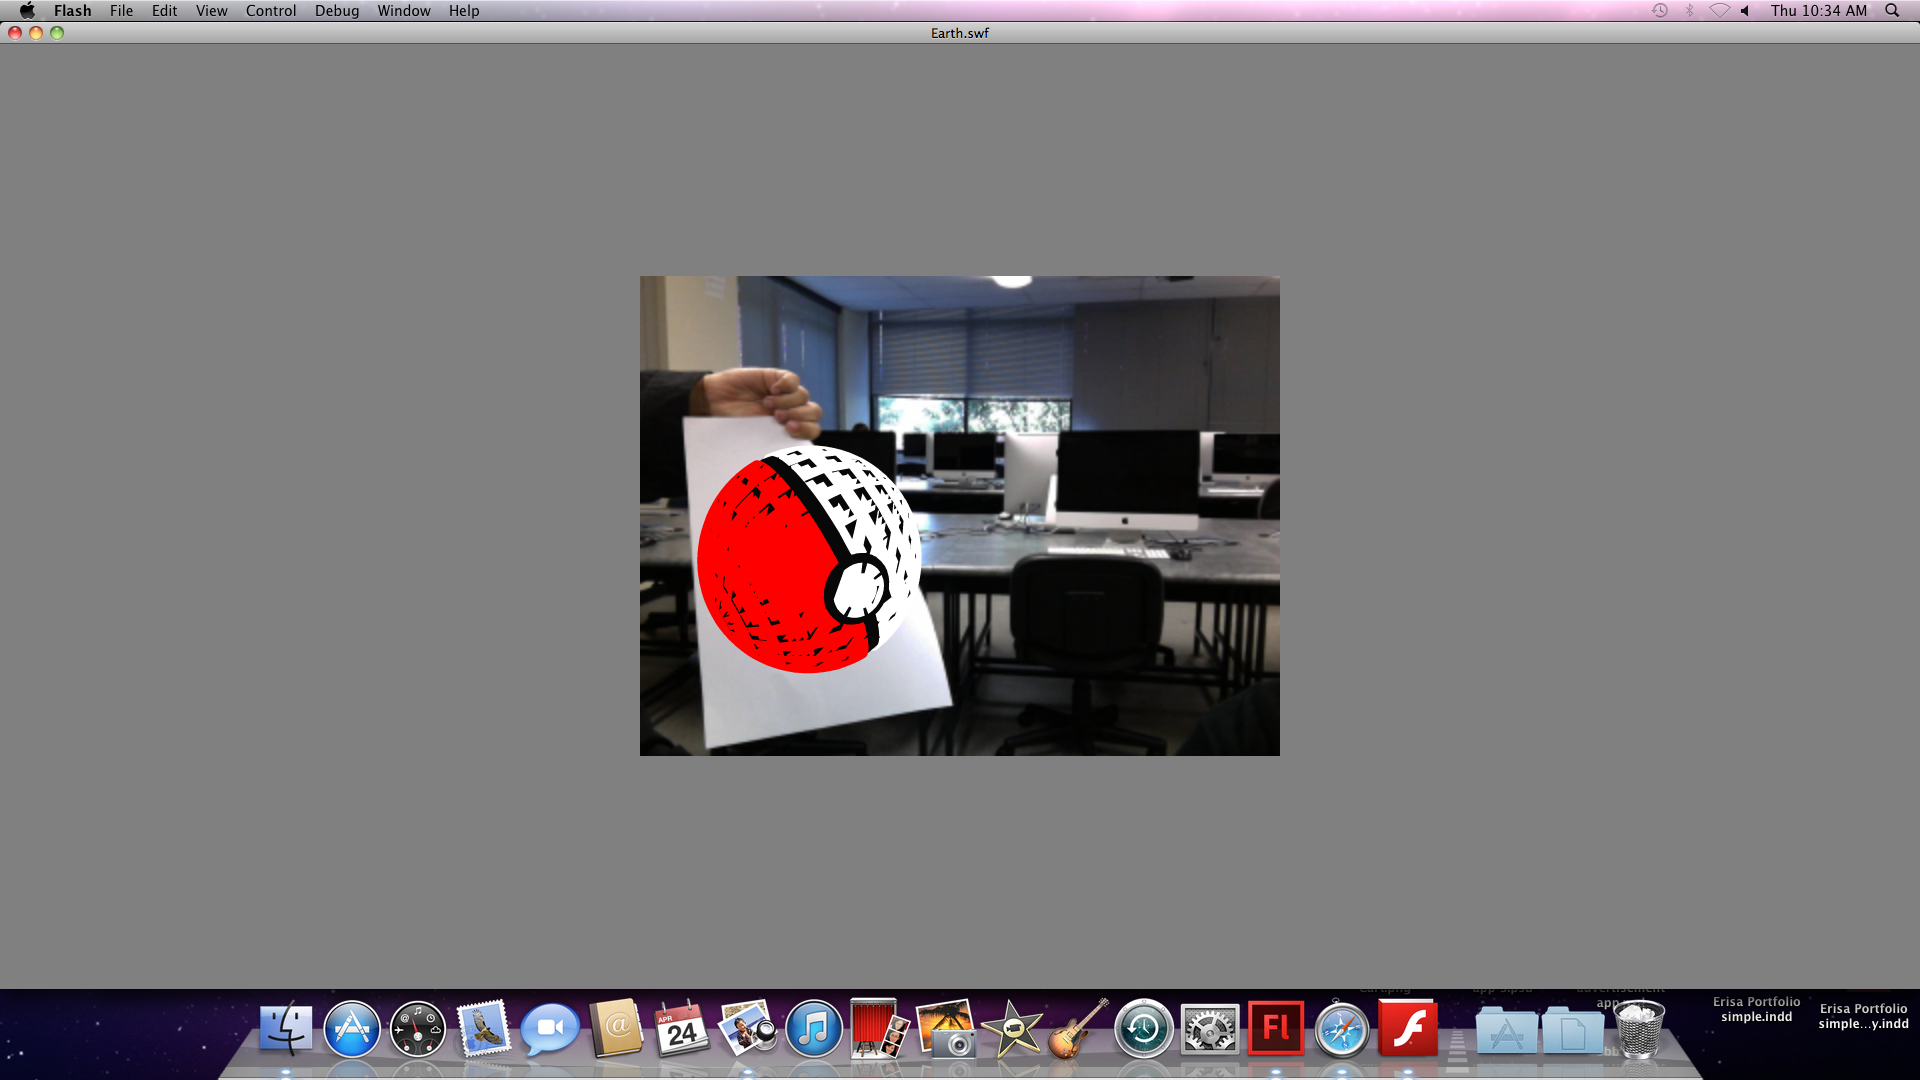 Flash File Edit View Control Debug Window Help Thu 10:34 AM
Earth.swf
Erisa Portfolio
simple.indd
Erisa Portfolio
simple...y.indd
@
APR
24
Fl